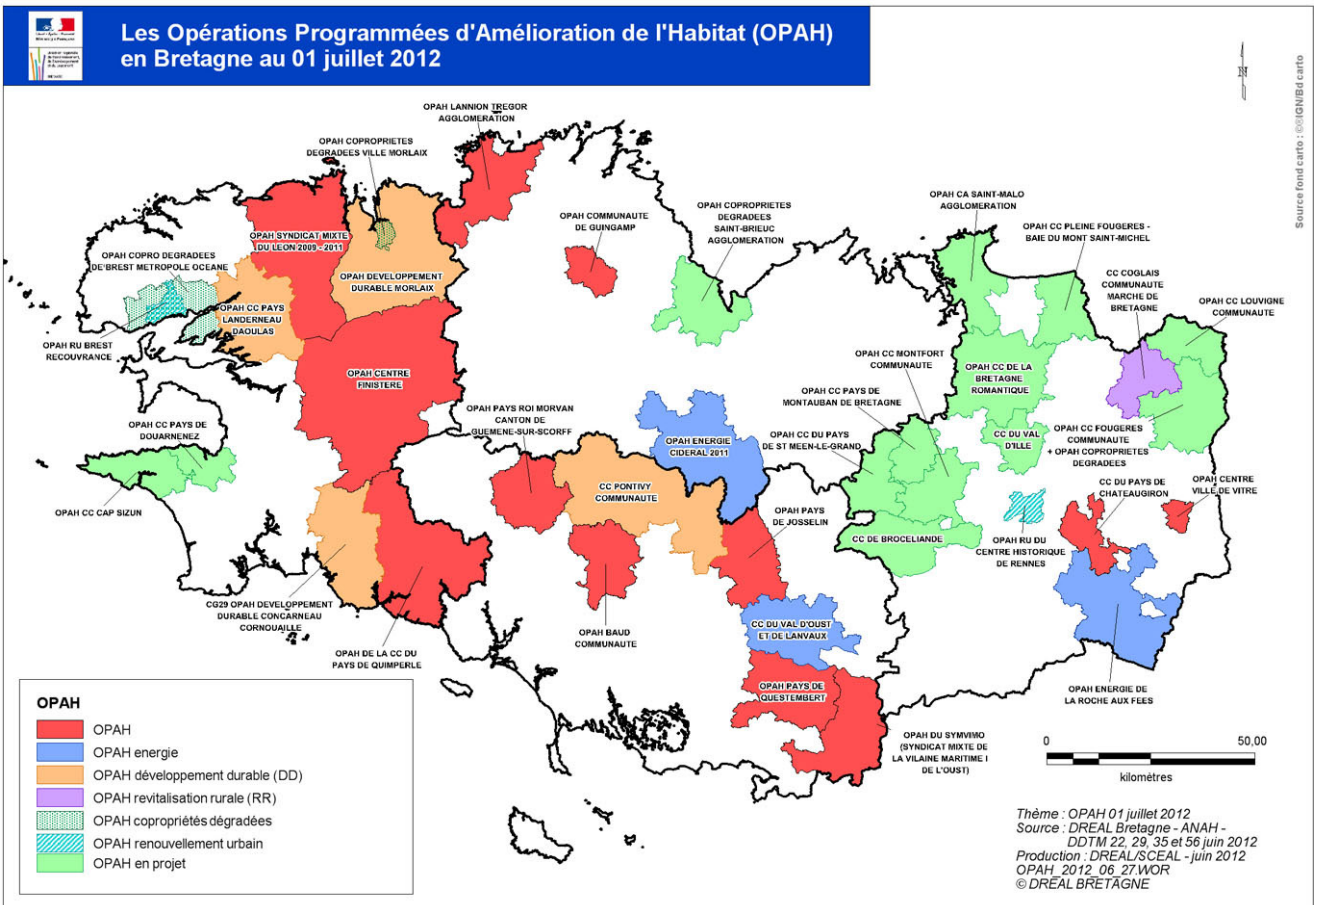 Les Opérations Programmées d'Amélioration de l'Habitat (OPAH)
en Bretagne au 01 juillet 2012
N
Source fond carto : ©®IGN/Bd carto
OPAH LANNION TREGOR
AGGLOMERATION
OPAH COPROPRIETES
DEGRADEES VILLE MORLAIX
OPAH SYNDICAT MIXTE
DU LEON 2009 - 2011
OPAH COPRO DEGRADEES
DE BREST METROPOLE OCEANE
OPAH DEVELOPPEMENT
DURABLE MORLAIX
OPAH CC PAYS
LANDERNEAU
DAOULAS
OPAH RU BREST
RECOUVRANCE
OPAH COMMUNAUTE
DE GUINGAMP
OPAH COPROPRIETES
DEGRADEES
SAINT-BRIEUC
AGGLOMERATION
OPAH CA SAINT-MALO
AGGLOMERATION
OPAH CC PLEINE FOUGERES -
BAIE DU MONT SAINT-MICHEL
CC COGLAIS
COMMUNAUTE
MARCHE DE
BRETAGNE
OPAH CC LOUVIGNE
COMMUNAUTE
OPAH CENTRE
FINISTERE
OPAH CC MONTFORT
COMMUNAUTE
OPAH CC DE LA
BRETAGNE
ROMANTIQUE
OPAH CC PAYS DE
MONTAUBAN DE BRETAGNE
OPAH PAYS ROI MORVAN
CANTON DE
GUEMENE-SUR-SCORFF
OPAH CC PAYS DE
DOUARNENEZ
OPAH ENERGIE
CIDERAL 2011
OPAH CC DU PAYS
DE ST MEEN-LE-GRAND
CC DU VAL
D'ILLE
OPAH CC FOUGERES
COMMUNAUTE
+ OPAH COPROPRIETES
DEGRADEES
OPAH CC CAP SIZUN
CC PONTIVY
COMMUNAUTE
OPAH PAYS
DE JOSSELIN
CC DE BROCELIANDE
OPAH RU DU
CENTRE HISTORIQUE
DE RENNES
CC DU PAYS DE
CHATEAUGIRON
OPAH CENTRE
VILLE DE VITRE
CG29 OPAH DEVELOPPEMENT
DURABLE CONCARNEAU
CORNOUAILLE
OPAH DE LA CC DU
PAYS DE QUIMPERLE
OPAH BAUD
COMMUNAUTE
CC DU VAL D'OUST
ET DE LANVAUX
OPAH PAYS DE
QUESTEMBERT
OPAH ENERGIE DE
LA ROCHE AUX FEES
OPAH DU SYMVIMO
(SYNDICAT MIXTE DE
LA VILAINE MARITIME I
DE L'OUST)
OPAH
OPAH
OPAH energie
OPAH développement durable (DD)
OPAH revitalisation rurale (RR)
OPAH copropriétés dégradées
OPAH renouvellement urbain
OPAH en projet
0 50,00
kilomètres
Thème : OPAH 01 juillet 2012
Source : DREAL Bretagne - ANAH -
DDTM 22, 29, 35 et 56 juin 2012
Production : DREAL/SCEAL - juin 2012
OPAH_2012_06_27.WOR
© DREAL BRETAGNE